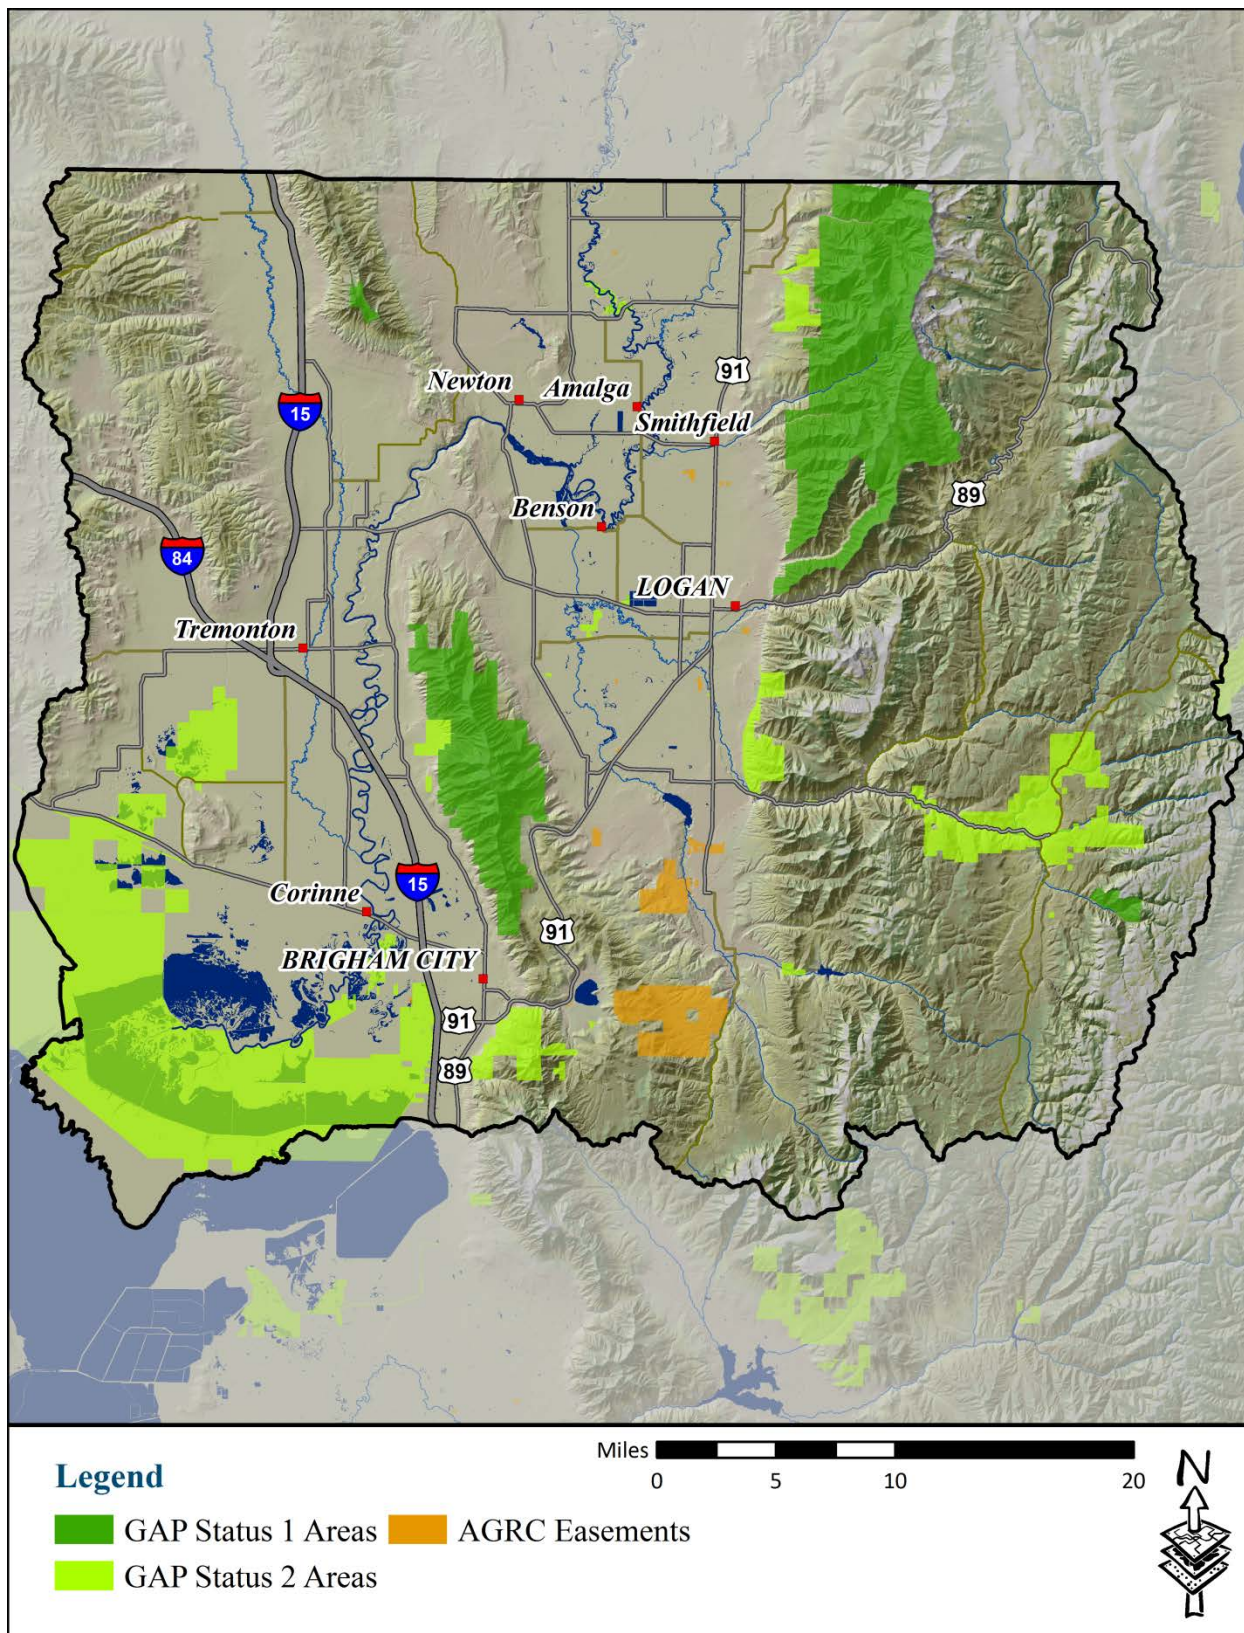 91
Newton
Amalga
15
Smithfield
89
Benson
84
LOGAN
Tremonton
15
Corinne
91
BRIGHAM CITY
91
89
Miles
0 5 10 20
N
Legend
GAP Status 1 Areas
AGRC Easements
GAP Status 2 Areas